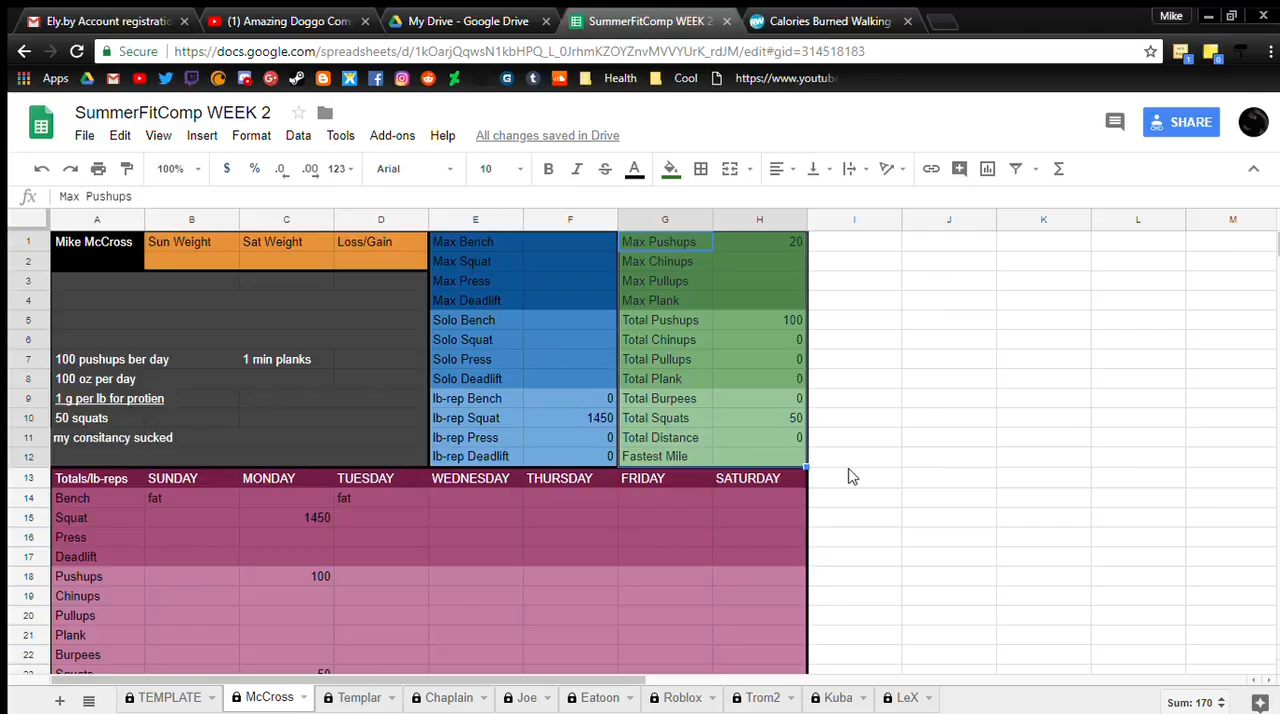 Ely.by Account registrati
(1) Amazing Doggo Com
My Drive - Google Drive
SummerFitComp WEEK 2
Calories Burned Walking
Mike
Secure https://docs.google.com/spreadsheets/d/1kOarjQqwsN1kbHPQ_L_0JrhmKZOYZnvMVVYUrK_rdJM/edit#gid=314518183
Apps Health Cool https://www.youtub
SummerFitComp WEEK 2
SHARE
File Edit View Insert Format Data Tools Add-ons Help All changes saved in Drive
100% $ % .0 .00 123 Arial 10 B I S A Σ
fx Max Pushups
A B C D E F G H I J K L M
1 Mike McCross Sun Weight Sat Weight Loss/Gain Max Bench Max Pushups 20
2 Max Squat Max Chinups
3 Max Press Max Pullups
4 Max Deadlift Max Plank
5 Solo Bench Total Pushups 100
6 Solo Squat Total Chinups 0
7 100 pushups ber day 1 min planks Solo Press Total Pullups 0
8 100 oz per day Solo Deadlift Total Plank 0
9 1 g per lb for protien lb-rep Bench 0 Total Burpees 0
10 50 squats lb-rep Squat 1450 Total Squats 50
11 my consitancy sucked lb-rep Press 0 Total Distance 0
12 lb-rep Deadlift 0 Fastest Mile
13 Totals/lb-reps SUNDAY MONDAY TUESDAY WEDNESDAY THURSDAY FRIDAY SATURDAY
14 Bench fat fat
15 Squat 1450
16 Press
17 Deadlift
18 Pushups 100
19 Chinups
20 Pullups
21 Plank
22 Burpees
23 Squats 50
TEMPLATE McCross Templar Chaplain Joe Eatoon Roblox Trom2 Kuba LeX Sum: 170